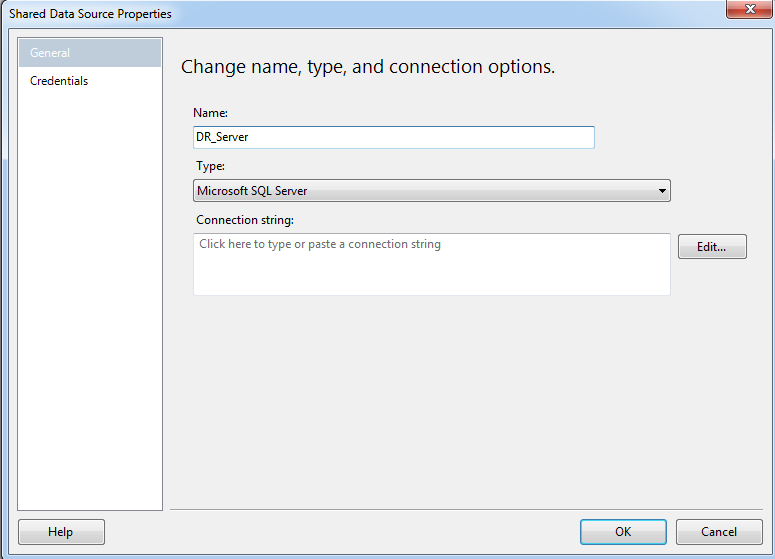 Shared Data Source Properties
General
Credentials
Change name, type, and connection options.
Name:
DR_Server
Type:
Microsoft SQL Server
Connection string:
Click here to type or paste a connection string
Edit...
Help
OK
Cancel